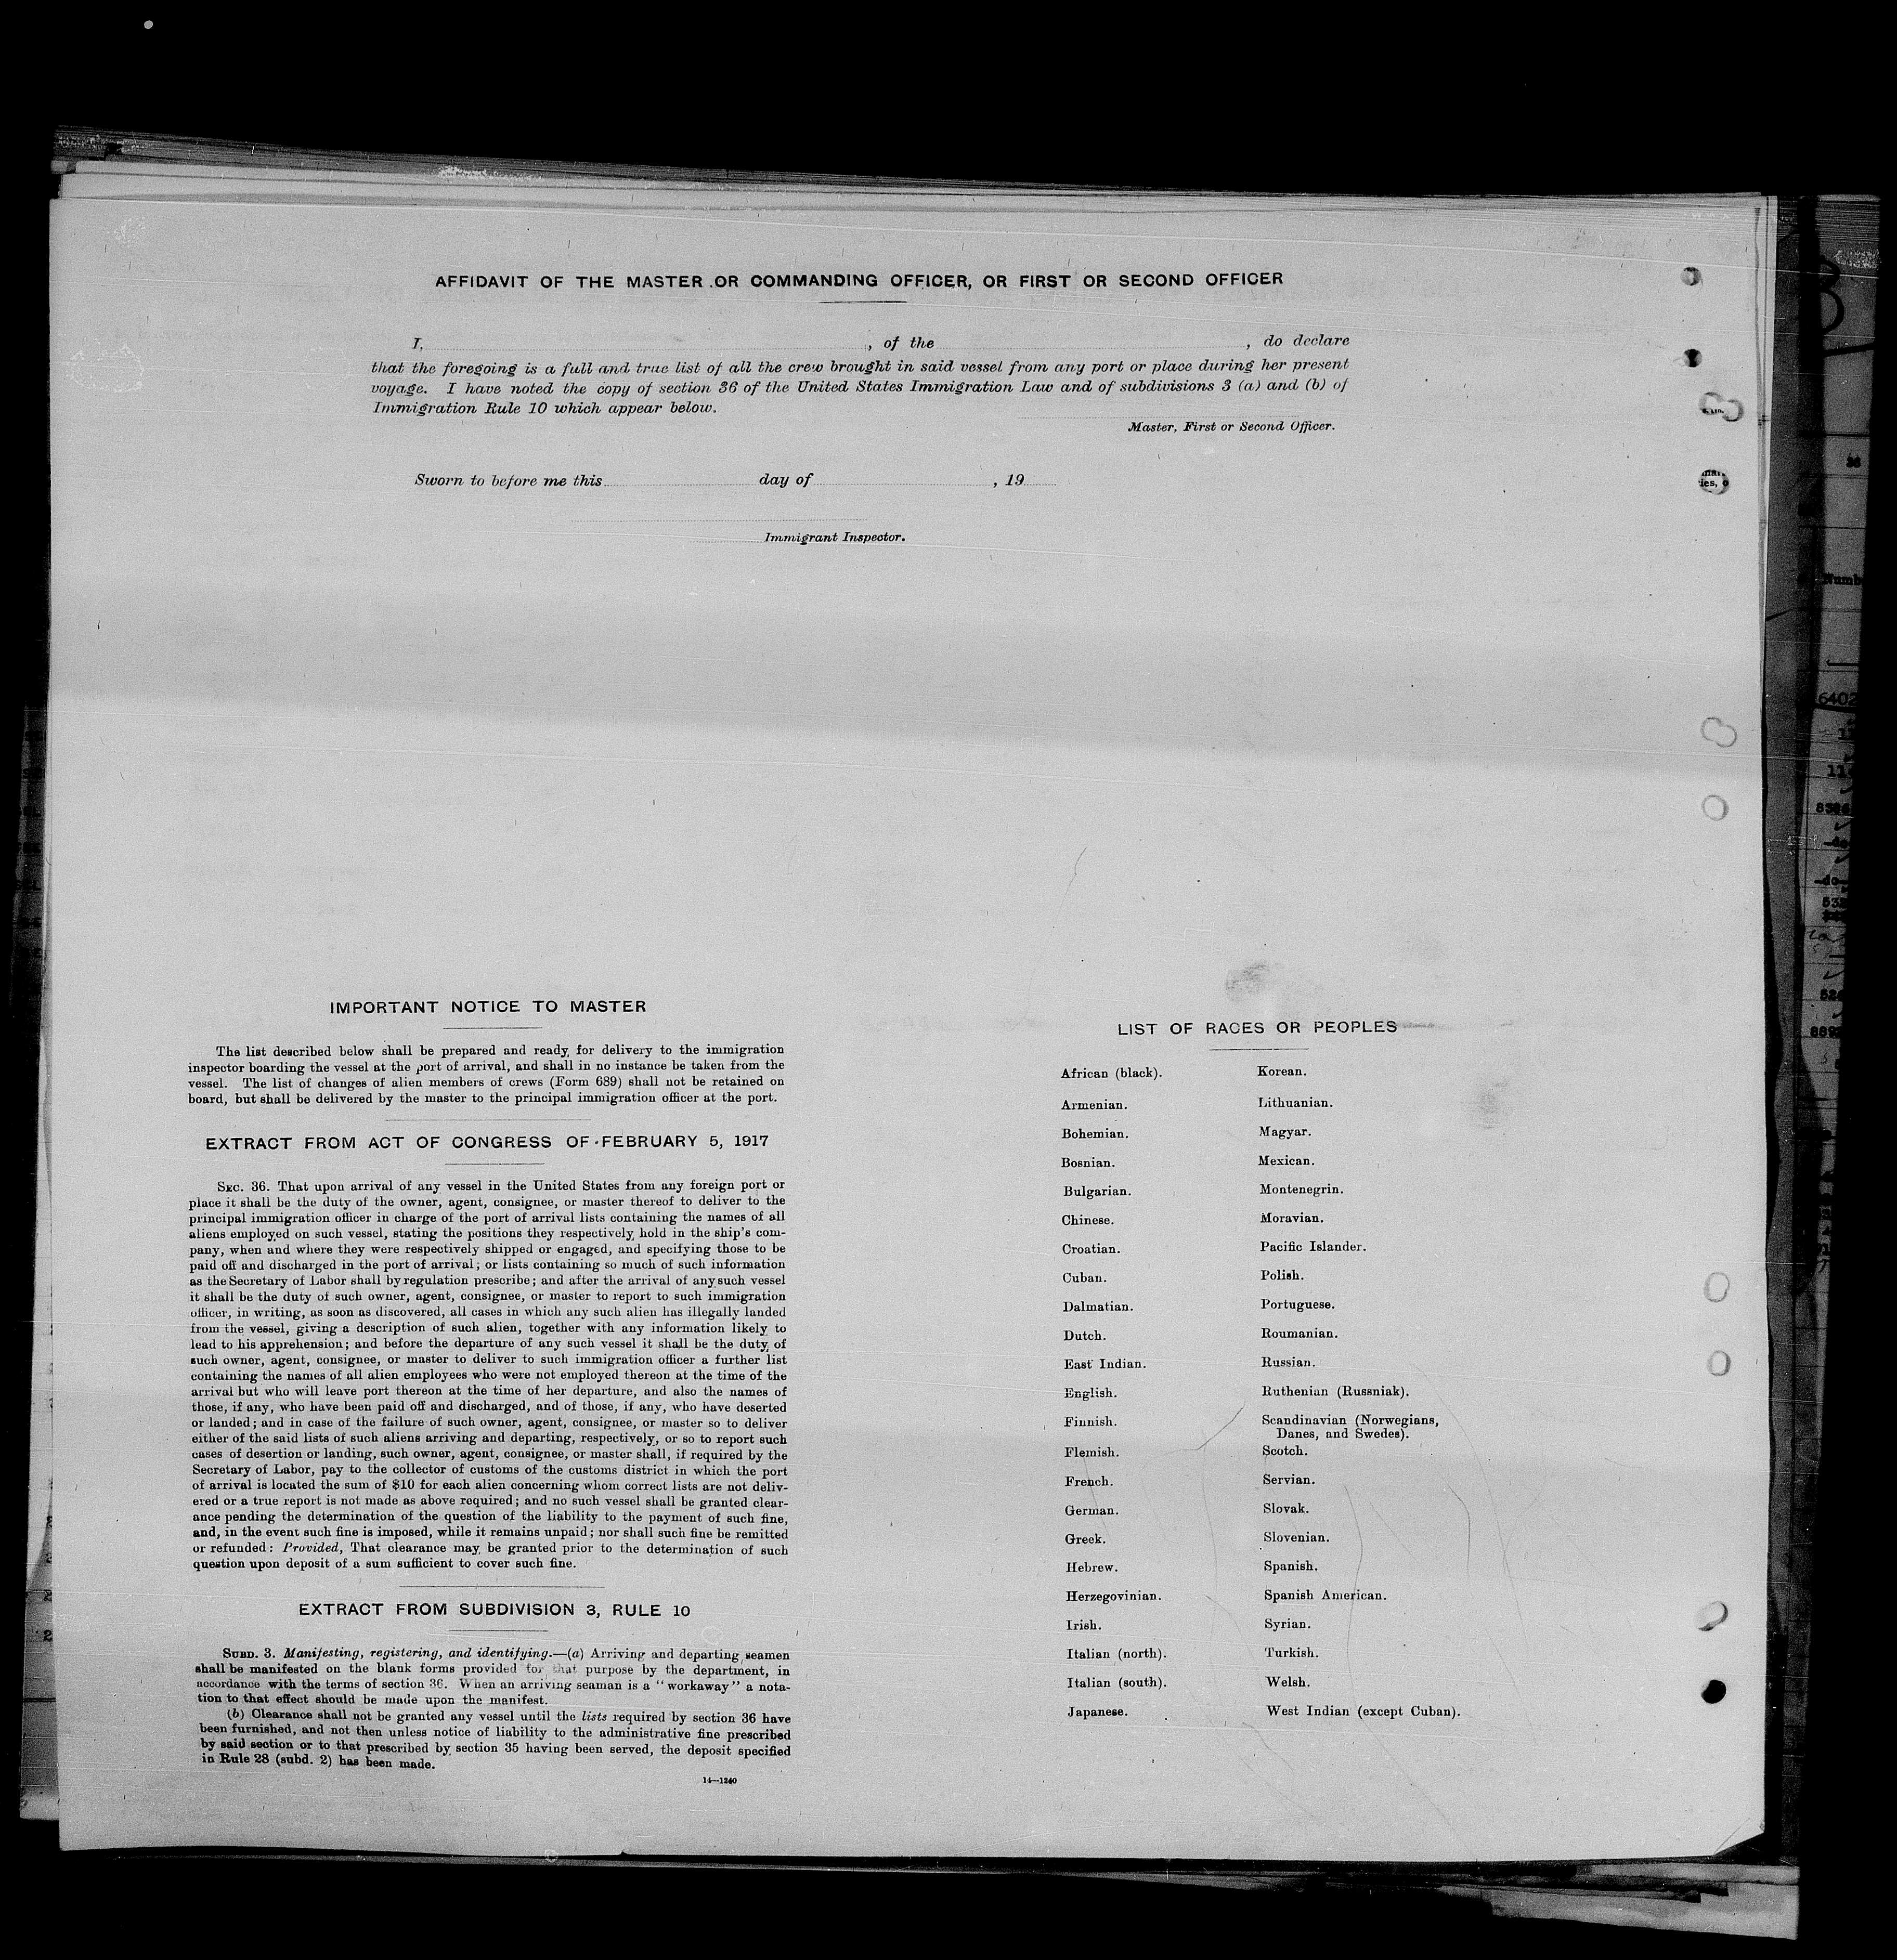 AFFIDAVIT OF THE MASTER OR COMMANDING OFFICER, OR FIRST OR SECOND OFFICER
I, , of the , do declare
that the foregoing is a full and true list of all the crew brought in said vessel from any port or place during her present
voyage. I have noted the copy of section 36 of the United States Immigration Law and of subdivisions 3 (a) and (b) of
Immigration Rule 10 which appear below.
Master, First or Second Officer.
Sworn to before me this day of , 19
Immigrant Inspector.
IMPORTANT NOTICE TO MASTER
The list described below shall be prepared and ready for delivery to the immigration
inspector boarding the vessel at the port of arrival, and shall in no instance be taken from the
vessel. The list of changes of alien members of crews (Form 689) shall not be retained on
board, but shall be delivered by the master to the principal immigration officer at the port.
EXTRACT FROM ACT OF CONGRESS OF FEBRUARY 5, 1917
SEC. 36. That upon arrival of any vessel in the United States from any foreign port or
place it shall be the duty of the owner, agent, consignee, or master thereof to deliver to the
principal immigration officer in charge of the port of arrival lists containing the names of all
aliens employed on such vessel, stating the positions they respectively hold in the ship's com-
pany, when and where they were respectively shipped or engaged, and specifying those to be
paid off and discharged in the port of arrival; or lists containing so much of such information
as the Secretary of Labor shall by regulation prescribe; and after the arrival of any such vessel
it shall be the duty of such owner, agent, consignee, or master to report to such immigration
officer, in writing, as soon as discovered, all cases in which any such alien has illegally landed
from the vessel, giving a description of such alien, together with any information likely to
lead to his apprehension; and before the departure of any such vessel it shall be the duty of
such owner, agent, consignee, or master to deliver to such immigration officer a further list
containing the names of all alien employees who were not employed thereon at the time of the
arrival but who will leave port thereon at the time of her departure, and also the names of
those, if any, who have been paid off and discharged, and of those, if any, who have deserted
or landed; and in case of the failure of such owner, agent, consignee, or master so to deliver
either of the said lists of such aliens arriving and departing, respectively, or so to report such
cases of desertion or landing, such owner, agent, consignee, or master shall, if required by the
Secretary of Labor, pay to the collector of customs of the customs district in which the port
of arrival is located the sum of $10 for each alien concerning whom correct lists are not deliv-
ered or a true report is not made as above required; and no such vessel shall be granted clear-
ance pending the determination of the question of the liability to the payment of such fine,
and, in the event such fine is imposed, while it remains unpaid; nor shall such fine be remitted
or refunded: Provided, That clearance may be granted prior to the determination of such
question upon deposit of a sum sufficient to cover such fine.
EXTRACT FROM SUBDIVISION 3, RULE 10
SUBD. 3. Manifesting, registering, and identifying.—(a) Arriving and departing seamen
shall be manifested on the blank forms provided for that purpose by the department, in
accordance with the terms of section 36. When an arriving seaman is a "workaway" a nota-
tion to that effect should be made upon the manifest.
(b) Clearance shall not be granted any vessel until the lists required by section 36 have
been furnished, and not then unless notice of liability to the administrative fine prescribed
by said section or to that prescribed by section 35 having been served, the deposit specified
in Rule 28 (subd. 2) has been made.
14—1240
LIST OF RACES OR PEOPLES
African (black).
Armenian.
Bohemian.
Bosnian.
Bulgarian.
Chinese.
Croatian.
Cuban.
Dalmatian.
Dutch.
East Indian.
English.
Finnish.
Flemish.
French.
German.
Greek.
Hebrew.
Herzegovinian.
Irish.
Italian (north).
Italian (south).
Japanese.
Korean.
Lithuanian.
Magyar.
Mexican.
Montenegrin.
Moravian.
Pacific Islander.
Polish.
Portuguese.
Roumanian.
Russian.
Ruthenian (Russniak).
Scandinavian (Norwegians,
Danes, and Swedes).
Scotch.
Servian.
Slovak.
Slovenian.
Spanish.
Spanish American.
Syrian.
Turkish.
Welsh.
West Indian (except Cuban).